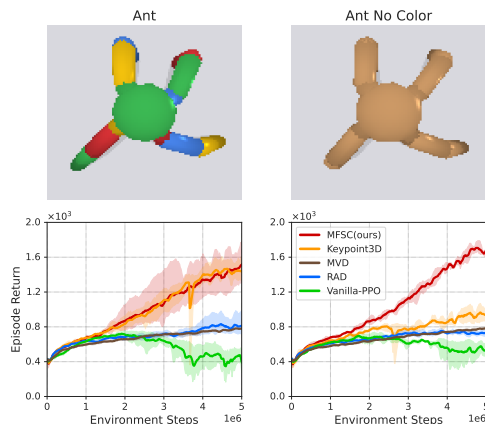 Ant
Ant No Color
×10³
2.0
1.6
1.2
0.8
0.4
0.0
Episode Return
0 1 2 3 4 5
1e6
Environment Steps
×10³
2.0
1.6
1.2
0.8
0.4
0.0
MFSC(ours)
Keypoint3D
MVD
RAD
Vanilla-PPO
0 1 2 3 4 5
1e6
Environment Steps